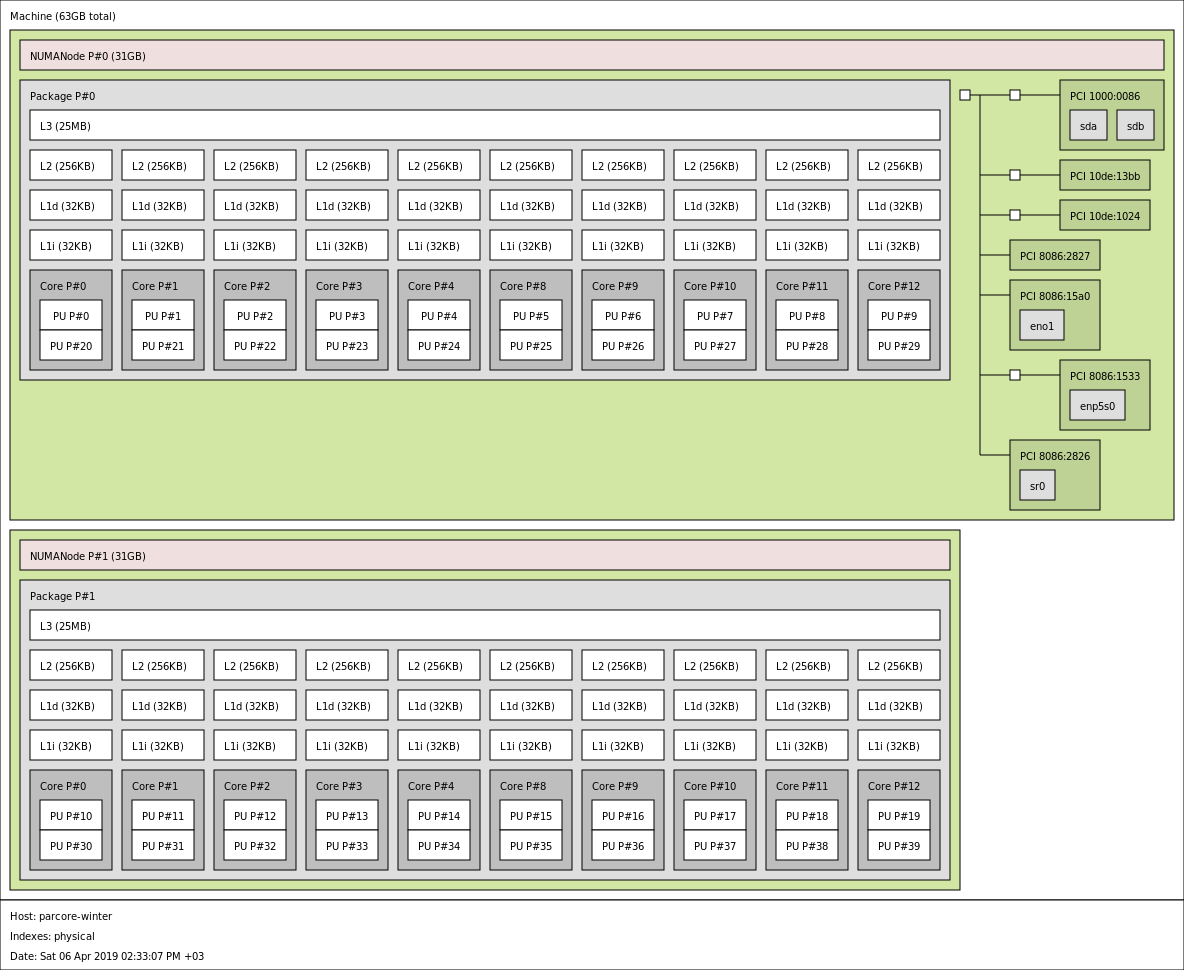 Machine (63GB total)
NUMANode P#0 (31GB)
Package P#0
L3 (25MB)
L2 (256KB) L2 (256KB) L2 (256KB) L2 (256KB) L2 (256KB) L2 (256KB) L2 (256KB) L2 (256KB) L2 (256KB) L2 (256KB)
L1d (32KB) L1d (32KB) L1d (32KB) L1d (32KB) L1d (32KB) L1d (32KB) L1d (32KB) L1d (32KB) L1d (32KB) L1d (32KB)
L1i (32KB) L1i (32KB) L1i (32KB) L1i (32KB) L1i (32KB) L1i (32KB) L1i (32KB) L1i (32KB) L1i (32KB) L1i (32KB)
Core P#0 Core P#1 Core P#2 Core P#3 Core P#4 Core P#8 Core P#9 Core P#10 Core P#11 Core P#12
PU P#0 PU P#1 PU P#2 PU P#3 PU P#4 PU P#5 PU P#6 PU P#7 PU P#8 PU P#9
PU P#20 PU P#21 PU P#22 PU P#23 PU P#24 PU P#25 PU P#26 PU P#27 PU P#28 PU P#29
PCI 1000:0086
sda sdb
PCI 10de:13bb
PCI 10de:1024
PCI 8086:2827
PCI 8086:15a0
eno1
PCI 8086:1533
enp5s0
PCI 8086:2826
sr0
NUMANode P#1 (31GB)
Package P#1
L3 (25MB)
L2 (256KB) L2 (256KB) L2 (256KB) L2 (256KB) L2 (256KB) L2 (256KB) L2 (256KB) L2 (256KB) L2 (256KB) L2 (256KB)
L1d (32KB) L1d (32KB) L1d (32KB) L1d (32KB) L1d (32KB) L1d (32KB) L1d (32KB) L1d (32KB) L1d (32KB) L1d (32KB)
L1i (32KB) L1i (32KB) L1i (32KB) L1i (32KB) L1i (32KB) L1i (32KB) L1i (32KB) L1i (32KB) L1i (32KB) L1i (32KB)
Core P#0 Core P#1 Core P#2 Core P#3 Core P#4 Core P#8 Core P#9 Core P#10 Core P#11 Core P#12
PU P#10 PU P#11 PU P#12 PU P#13 PU P#14 PU P#15 PU P#16 PU P#17 PU P#18 PU P#19
PU P#30 PU P#31 PU P#32 PU P#33 PU P#34 PU P#35 PU P#36 PU P#37 PU P#38 PU P#39
Host: parcore-winter
Indexes: physical
Date: Sat 06 Apr 2019 02:33:07 PM +03